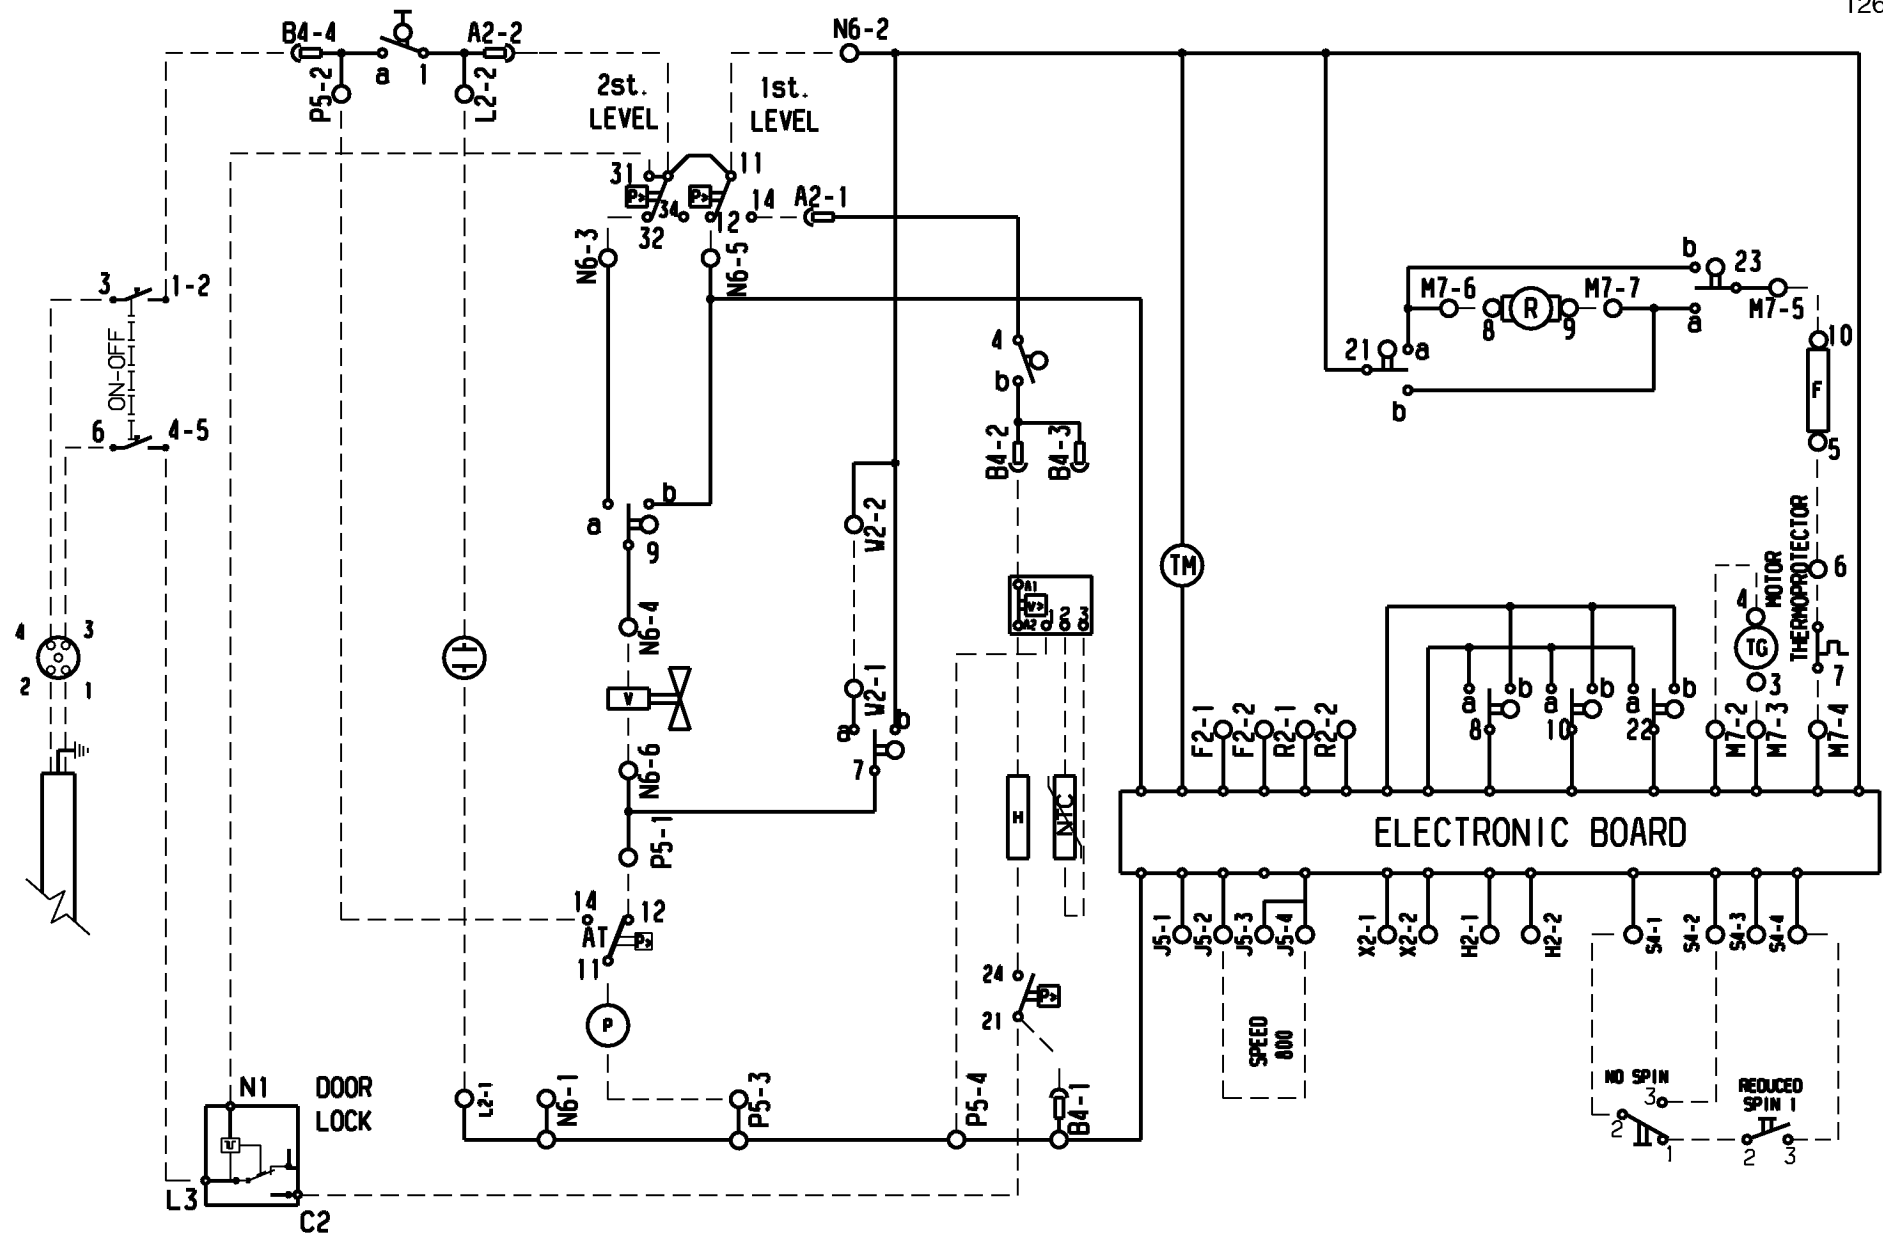 126
B4-4
A2-2
N6-2
a
1
P5-2
L2-2
2st.
LEVEL
1st.
LEVEL
31
11
P>
P>
34
14
A2-1
32
12
N6-3
N6-5
3
1-2
ON-OFF
6
4-5
b
23
M7-6
M7-7
M7-5
8
R
9
a
10
21
a
F
b
5
4
b
B4-2
B4-3
a
b
9
W2-2
A1
V>
A2
1
2
3
TM
MOTOR
THERMOPROTECTOR
6
4
TG
3
7
4
3
2
1
N6-4
V
W2-1
a
b
7
N6-6
P5-1
F2-1
F2-2
R2-1
R2-2
a
b
a
b
a
b
8
10
22
M7-2
M7-3
M7-4
H
NTC
ELECTRONIC BOARD
14
12
AT
P>
11
P
24
P>
21
J5-1
J5-2
J5-3
J5-4
X2-1
X2-2
H2-1
H2-2
S4-1
S4-2
S4-3
S4-4
SPEED
800
NO SPIN
3
2
1
REDUCED
SPIN 1
2
3
N1
DOOR
LOCK
L2-1
N6-1
P5-3
P5-4
B4-1
L3
C2